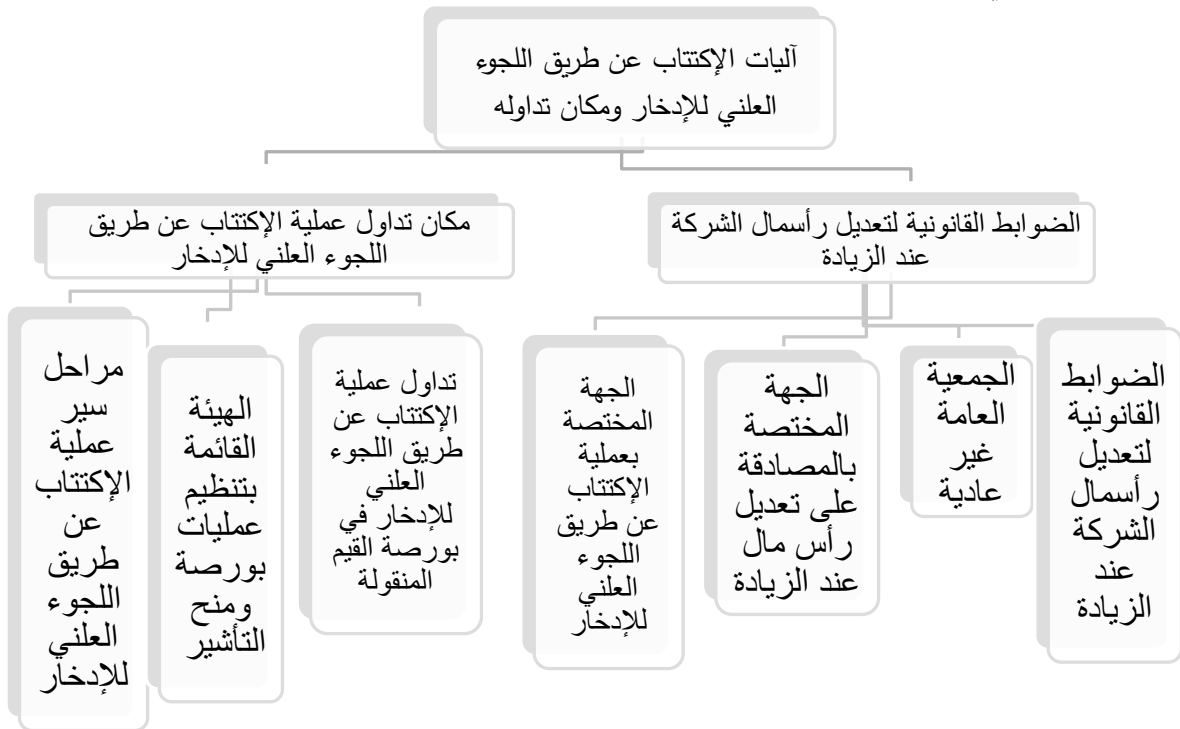 آليات الإكتتاب عن طريق اللجوء
العلني للإدخار ومكان تداوله
الضوابط القانونية لتعديل رأسمال الشركة
عند الزيادة
مكان تداول عملية الإكتتاب عن طريق
اللجوء العلني للإدخار
الضوابط
القانونية
لتعديل
رأسمال
الشركة
عند
الزيادة
الجمعية
العامة
غير
عادية
الجهة
المختصة
بالمصادقة
على تعديل
رأس مال
عند الزيادة
الجهة
المختصة
بعملية
الإكتتاب
عن طريق
اللجوء
العلني
للإدخار
تداول عملية
الإكتتاب عن
طريق اللجوء
العلني
للإدخار في
بورصة القيم
المنقولة
الهيئة
القائمة
بتنظيم
عمليات
بورصة
ومنح
التأشير
مراحل
سير
عملية
الإكتتاب
عن
طريق
اللجوء
العلني
للإدخار